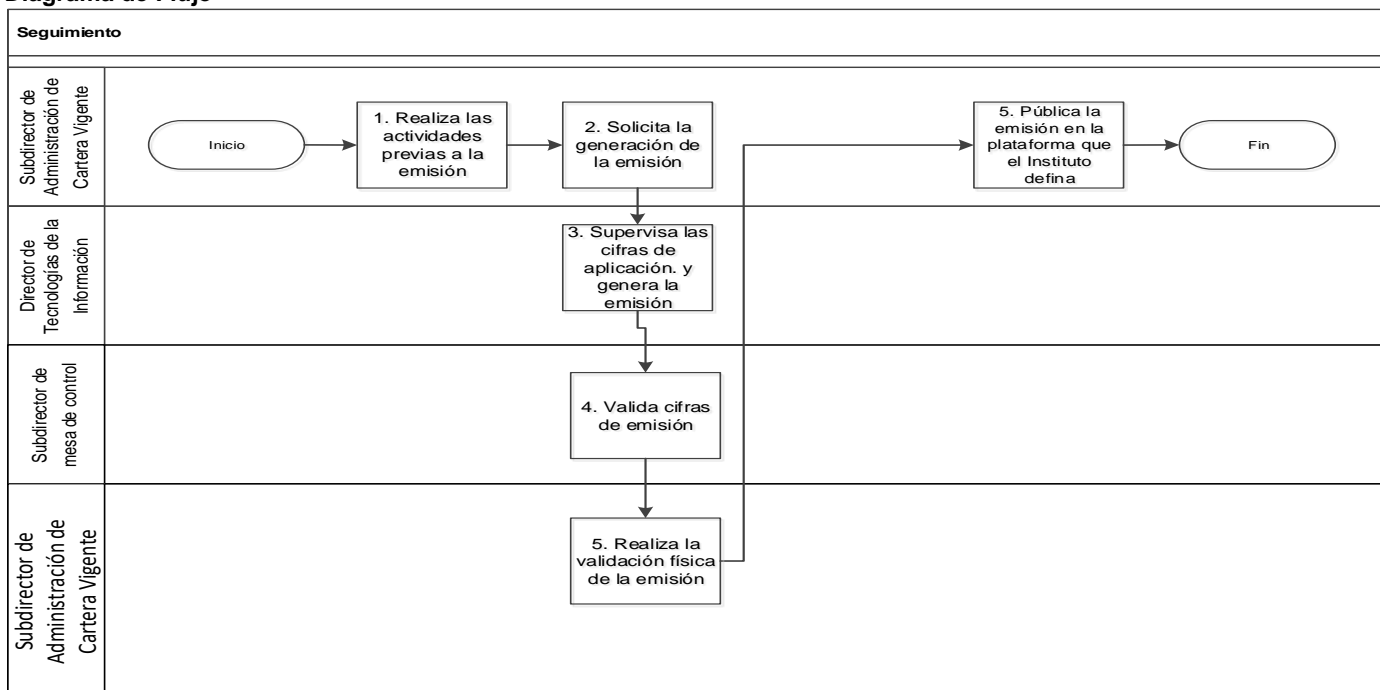 Diagrama de Flujo
Seguimiento
Subdirector de
Administración de
Cartera Vigente
Inicio
1. Realiza las
actividades
previas a la
emisión
2. Solicita la
generación de
la emisión
5. Pública la
emisión en la
plataforma que
el Instituto
defina
Fin
Director de
Tecnologías de la
Información
3. Supervisa las
cifras de
aplicación. y
genera la
emisión
Subdirector de
mesa de control
4. Valida cifras
de emisión
Subdirector de
Administración de
Cartera Vigente
5. Realiza la
validación física
de la emisión